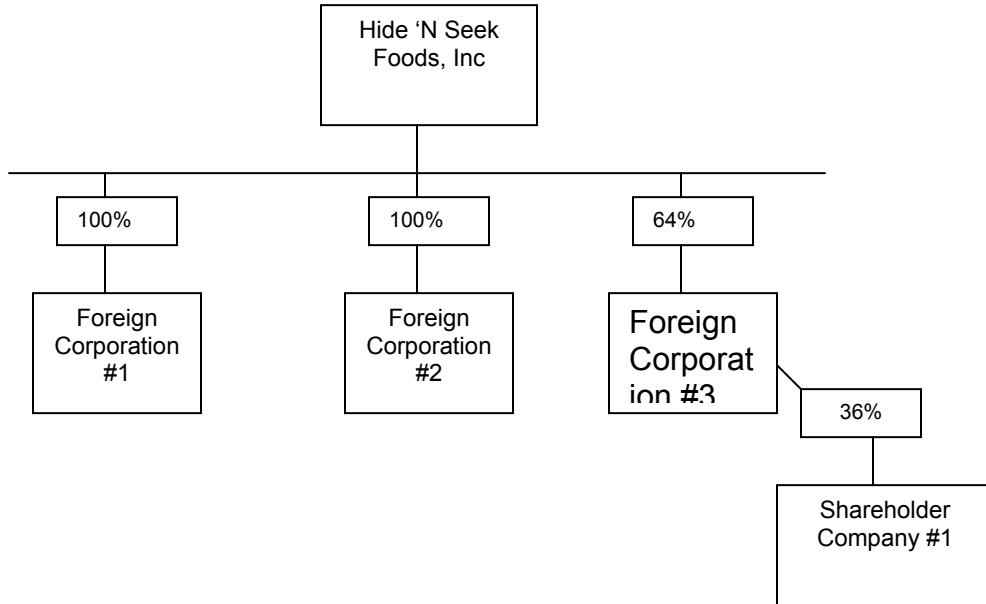 Hide ‘N Seek
Foods, Inc
100%
100%
64%
Foreign
Corporation
#1
Foreign
Corporation
#2
Foreign
Corporat
ion #3
36%
Shareholder
Company #1